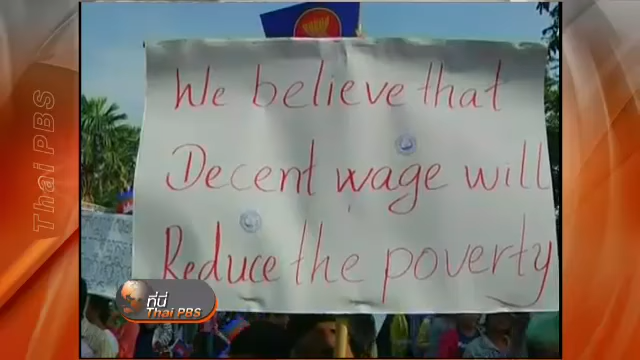 Thai PBS
We believe that
Decent wage will
Reduce the poverty
ที่นี่
Thai PBS